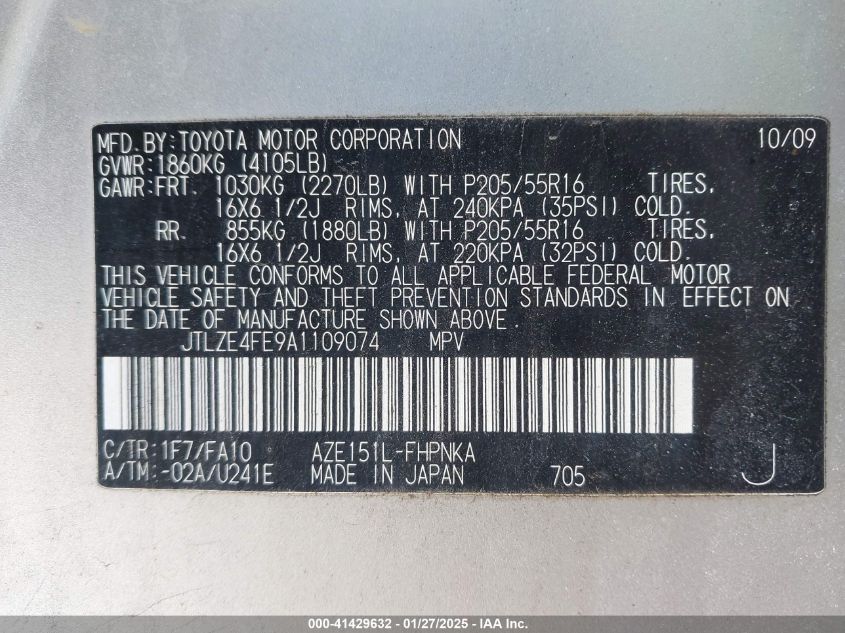 MFD.BY:TOYOTA MOTOR CORPORATION 10/09
GVWR:1860KG (4105LB)
GAWR:FRT. 1030KG (2270LB) WITH P205/55R16 TIRES,
16X6 1/2J RIMS, AT 240KPA (35PSI) COLD.
RR. 855KG (1880LB) WITH P205/55R16 TIRES,
16X6 1/2J RIMS, AT 220KPA (32PSI) COLD.
THIS VEHICLE CONFORMS TO ALL APPLICABLE FEDERAL MOTOR
VEHICLE SAFETY AND THEFT PREVENTION STANDARDS IN EFFECT ON
THE DATE OF MANUFACTURE SHOWN ABOVE.
JTLZE4FE9A1109074 MPV
C/TR:1F7/FA10 AZE151L-FHPNKA
A/TM:-02A/U241E MADE IN JAPAN 705 J
000-41429632 - 01/27/2025 - IAA Inc.